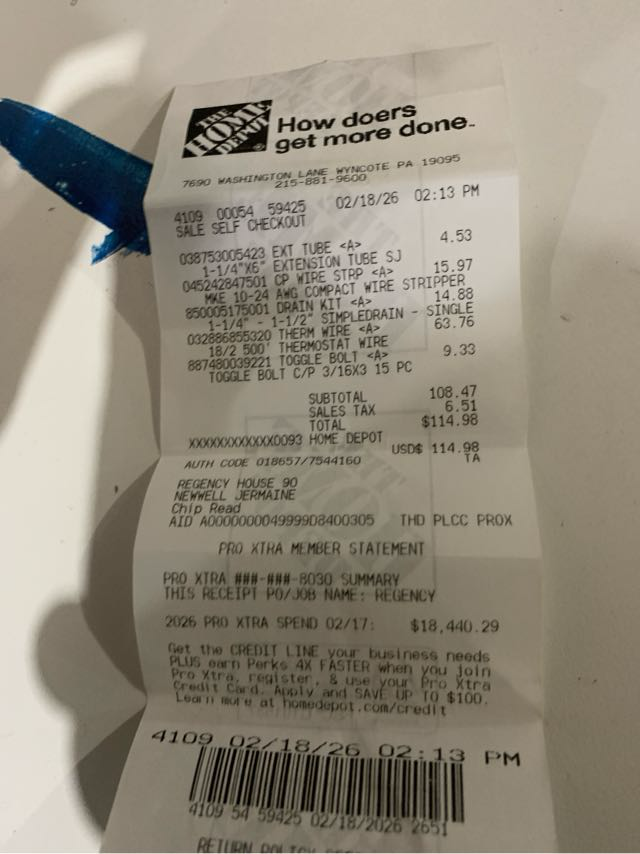 THE HOME DEPOT
How doers
get more done.
7690 WASHINGTON LANE WYNCOTE PA 19095
215-881-9600
4109 00054 59425 02/18/26 02:13 PM
SALE SELF CHECKOUT
038753005423 EXT TUBE <A> 4.53
1-1/4"X6" EXTENSION TUBE SJ
045242847501 CP WIRE STRP <A> 15.97
MKE 10-24 AWG COMPACT WIRE STRIPPER
850005175001 DRAIN KIT <A> 14.88
1-1/4" - 1-1/2" SIMPLEDRAIN - SINGLE
032886855320 THERM WIRE <A> 63.76
18/2 500' THERMOSTAT WIRE
887480039221 TOGGLE BOLT <A> 9.33
TOGGLE BOLT C/P 3/16X3 15 PC
SUBTOTAL 108.47
SALES TAX 6.51
TOTAL $114.98
XXXXXXXXXXXX0093 HOME DEPOT
USD$ 114.98
AUTH CODE 018657/7544160 TA
REGENCY HOUSE 90
NEWWELL JERMAINE
Chip Read
AID A0000000049999D8400305 THD PLCC PROX
PRO XTRA MEMBER STATEMENT
PRO XTRA ###-###-8030 SUMMARY
THIS RECEIPT PO/JOB NAME: REGENCY
2026 PRO XTRA SPEND 02/17: $18,440.29
Get the CREDIT LINE your business needs
PLUS earn Perks 4X FASTER when you join
Pro Xtra, register, & use your Pro Xtra
Credit Card. Apply and SAVE UP TO $100.
Learn more at homedepot.com/credit
4109 02/18/26 02:13 PM
4109 54 59425 02/18/2026 2651
RETURN POLICY